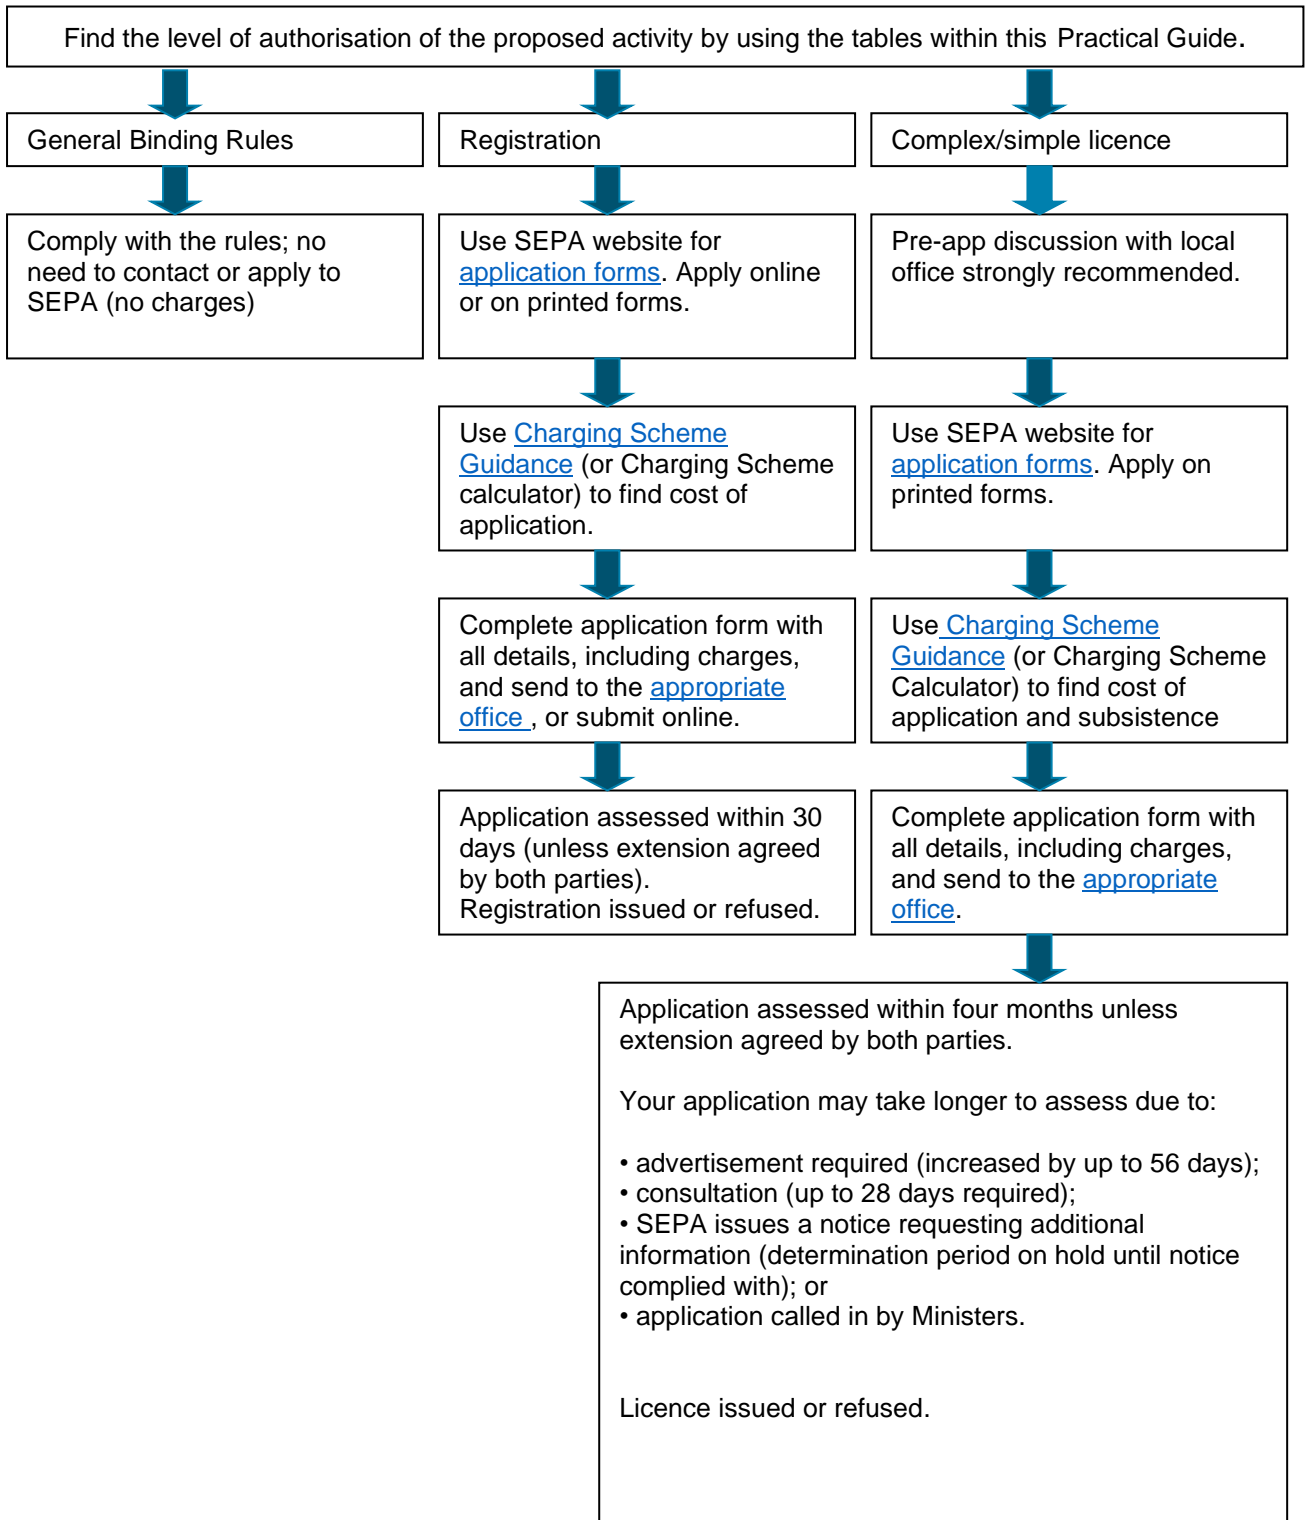 Find the level of authorisation of the proposed activity by using the tables within this Practical Guide.
General Binding Rules
Registration
Complex/simple licence
Comply with the rules; no
need to contact or apply to
SEPA (no charges)
Use SEPA website for
application forms. Apply online
or on printed forms.
Pre-app discussion with local
office strongly recommended.
Use Charging Scheme
Guidance (or Charging Scheme
calculator) to find cost of
application.
Use SEPA website for
application forms. Apply on
printed forms.
Complete application form with
all details, including charges,
and send to the appropriate
office , or submit online.
Use Charging Scheme
Guidance (or Charging Scheme
Calculator) to find cost of
application and subsistence
Application assessed within 30
days (unless extension agreed
by both parties).
Registration issued or refused.
Complete application form with
all details, including charges,
and send to the appropriate
office.
Application assessed within four months unless
extension agreed by both parties.
Your application may take longer to assess due to:
• advertisement required (increased by up to 56 days);
• consultation (up to 28 days required);
• SEPA issues a notice requesting additional
information (determination period on hold until notice
complied with); or
• application called in by Ministers.
Licence issued or refused.